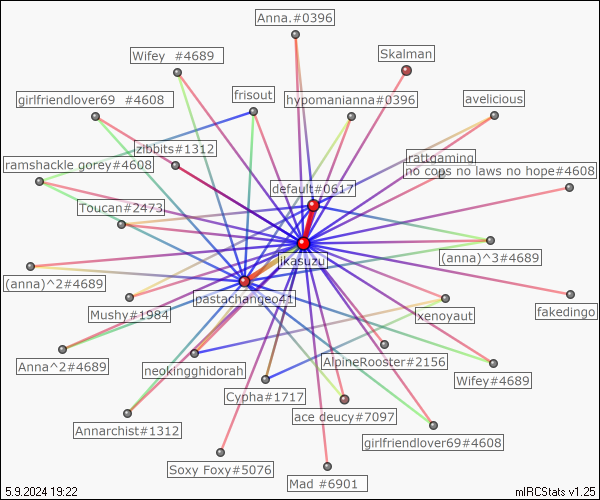 Anna.#0396
Wifey  #4689
Skalman
girlfriendlover69  #4608
frisout
hypomanianna#0396
avelicious
zibbits#1312
rattgaming
ramshackle gorey#4608
no cops no laws no hope#4608
default#0617
Toucan#2473
ikasuzu
(anna)^3#4689
(anna)^2#4689
pastachangeo41
Mushy#1984
xenoyaut
fakedingo
Anna^2#4689
neokingghidorah
AlpineRooster#2156
Wifey#4689
Cypha#1717
ace deucy#7097
Annarchist#1312
girlfriendlover69#4608
Soxy Foxy#5076
Mad #6901
5.9.2024 19:22
mIRCStats v1.25